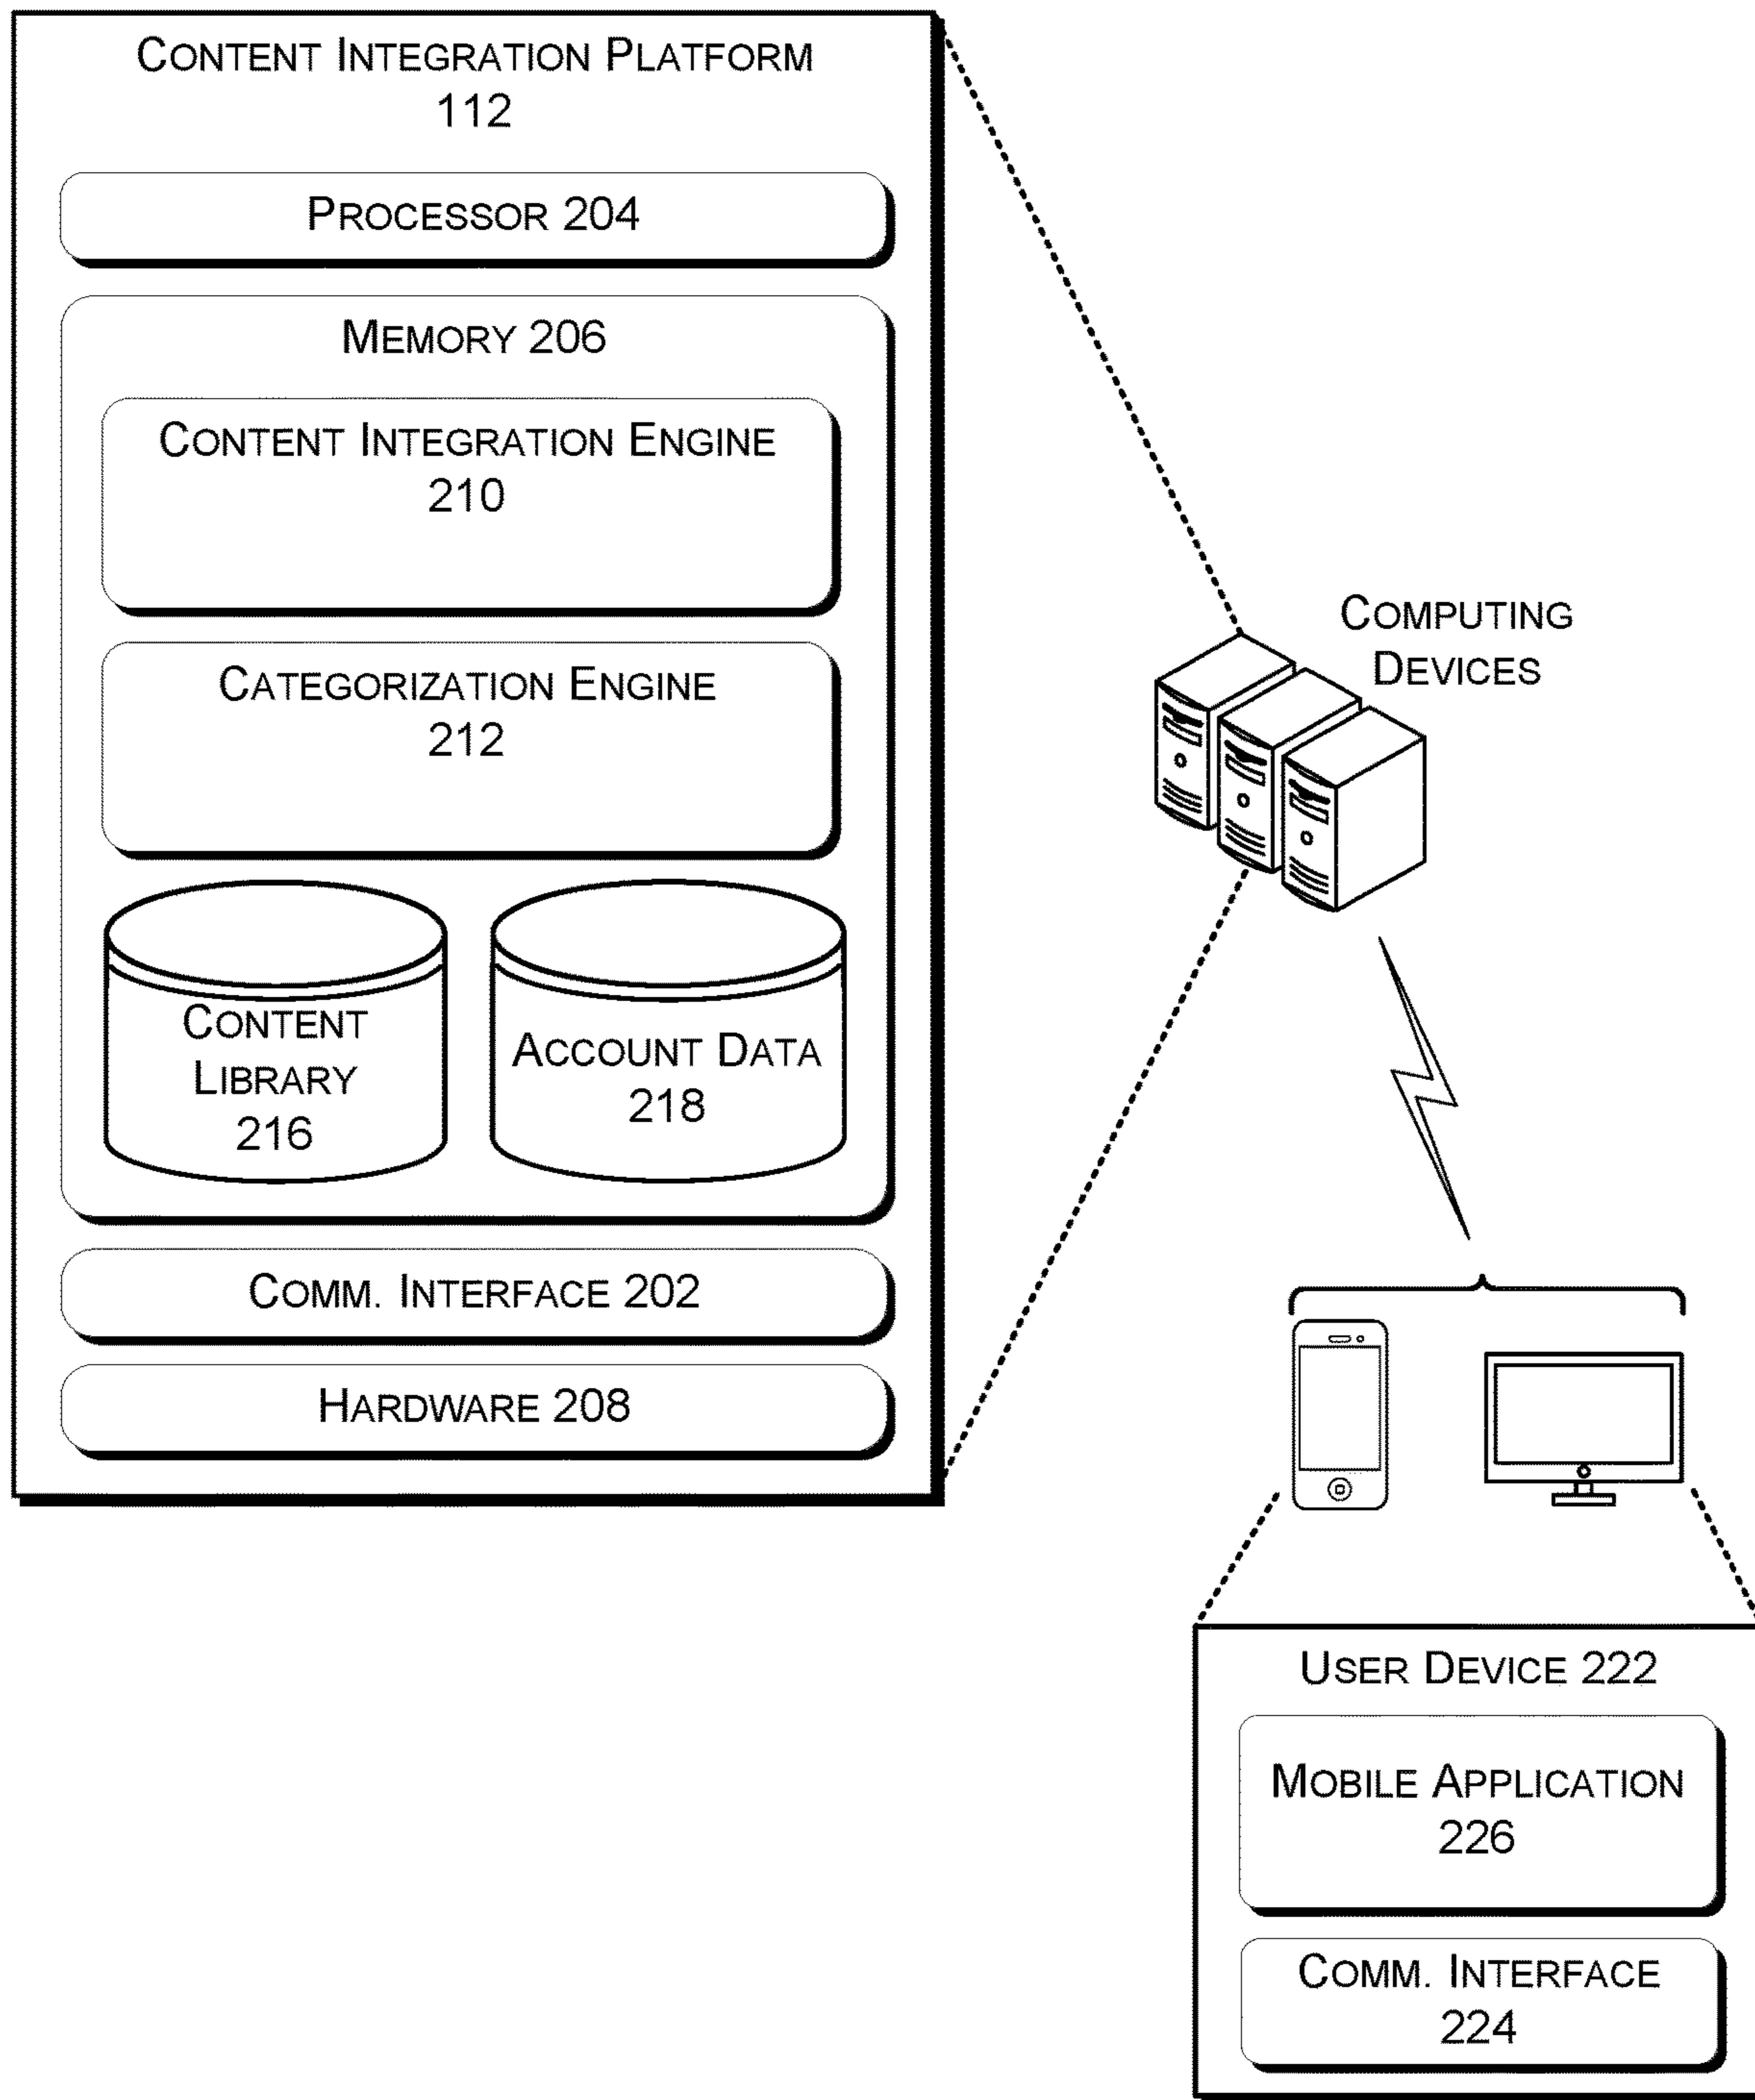 CONTENT INTEGRATION PLATFORM
112
PROCESSOR 204
MEMORY 206
CONTENT INTEGRATION ENGINE
210
CATEGORIZATION ENGINE
212
CONTENT
LIBRARY
216
ACCOUNT DATA
218
COMM. INTERFACE 202
HARDWARE 208
COMPUTING
DEVICES
USER DEVICE 222
MOBILE APPLICATION
226
COMM. INTERFACE
224